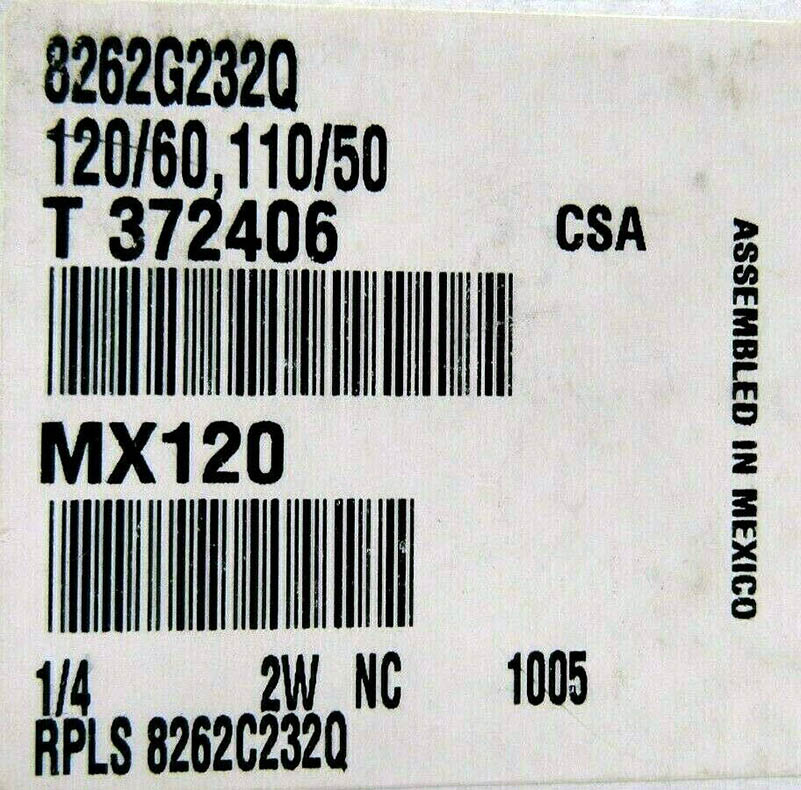 8262G232Q
120/60,110/50
T 372406
CSA
MX120
1/4 2W NC 1005
RPLS 8262C232Q
ASSEMBLED IN MEXICO